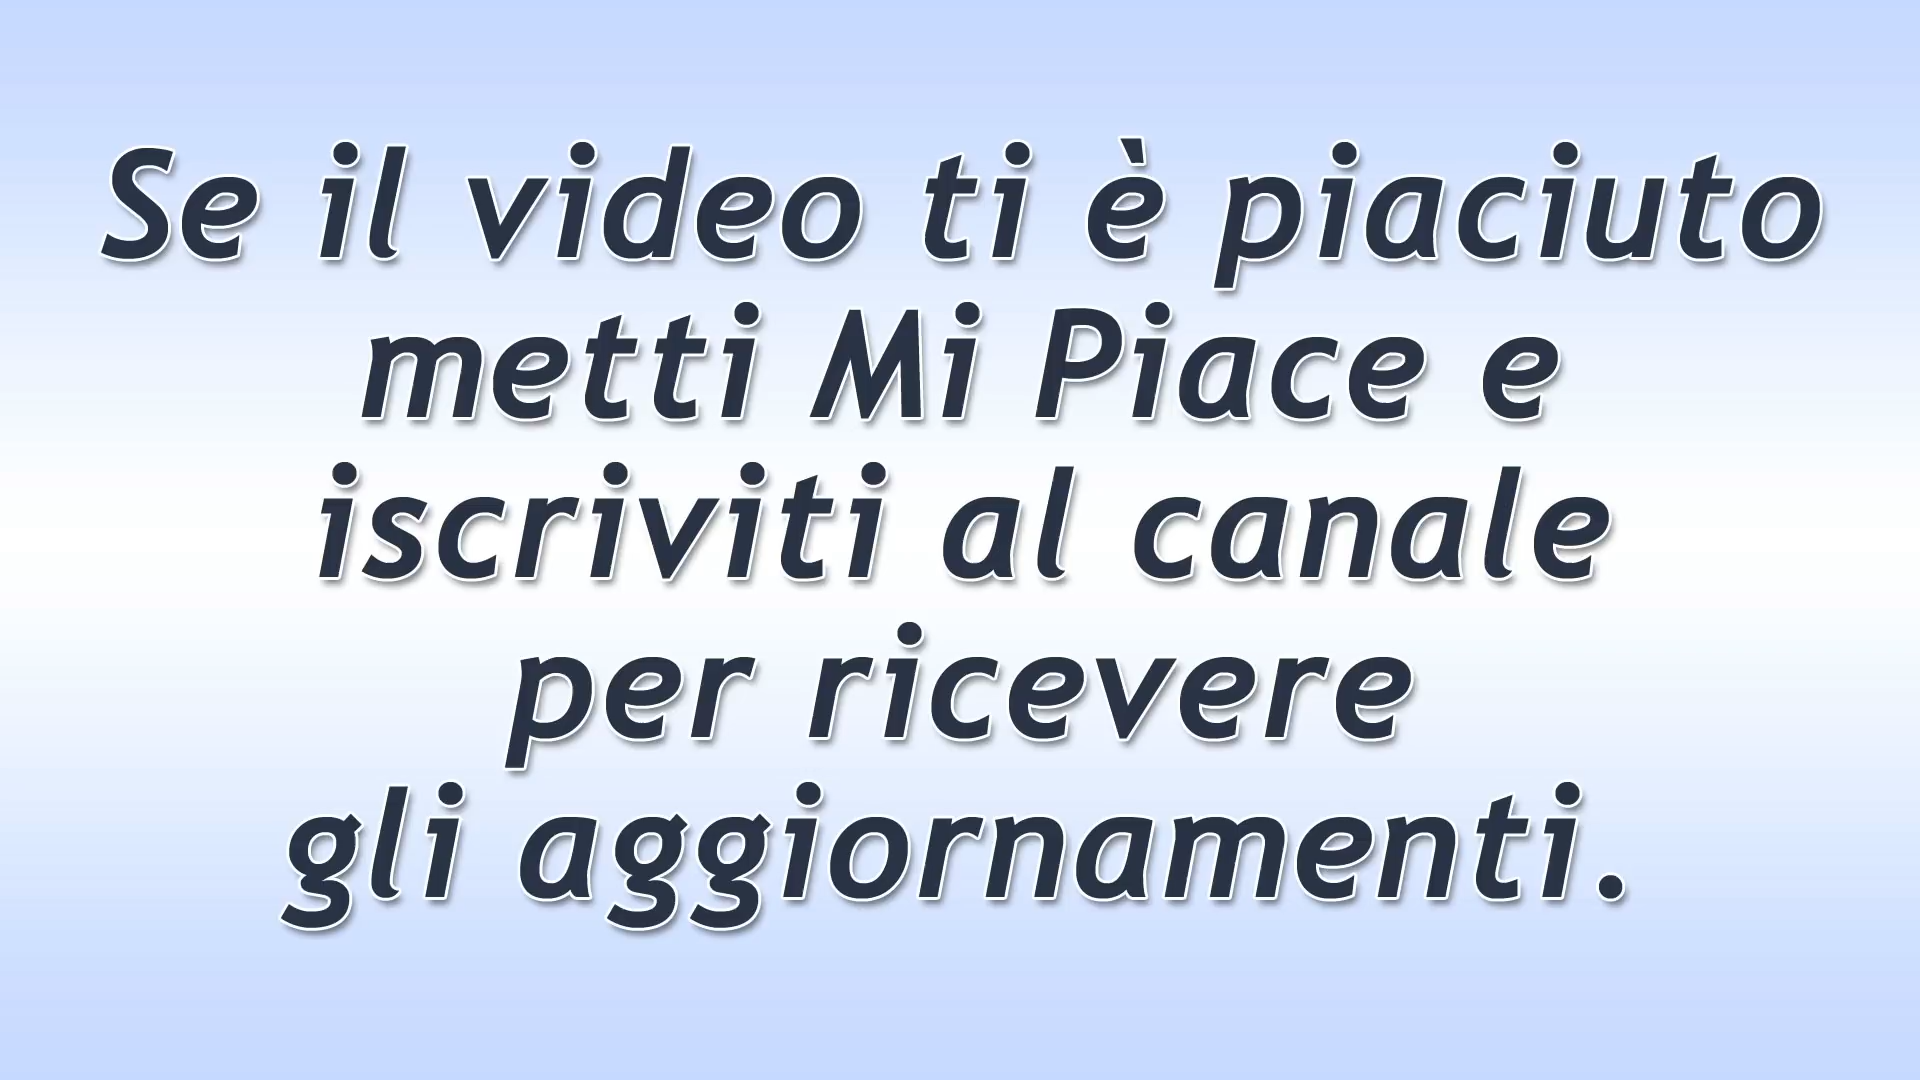 Se il video ti è piaciuto
metti Mi Piace e
iscriviti al canale
per ricevere
gli aggiornamenti.